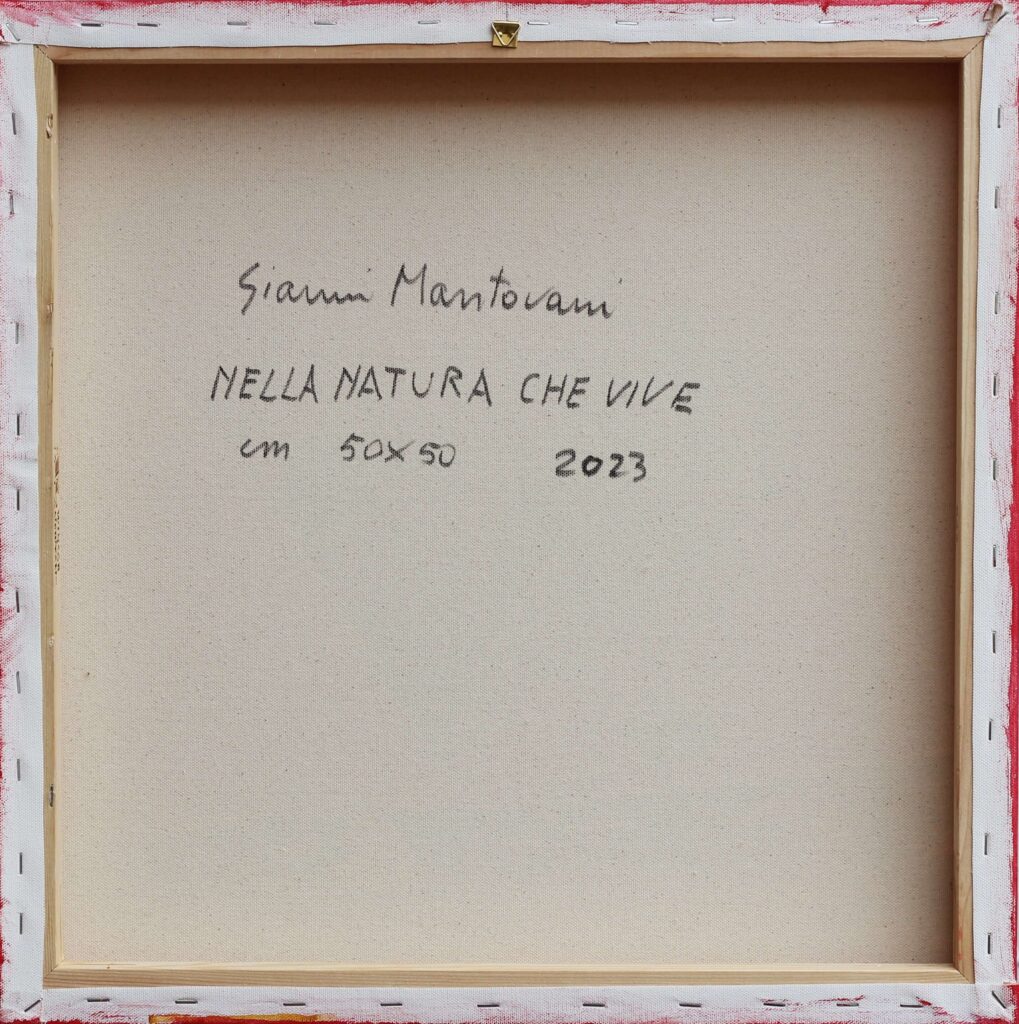 Gianni Mantovani
NELLA NATURA CHE VIVE
cm 50x50 2023